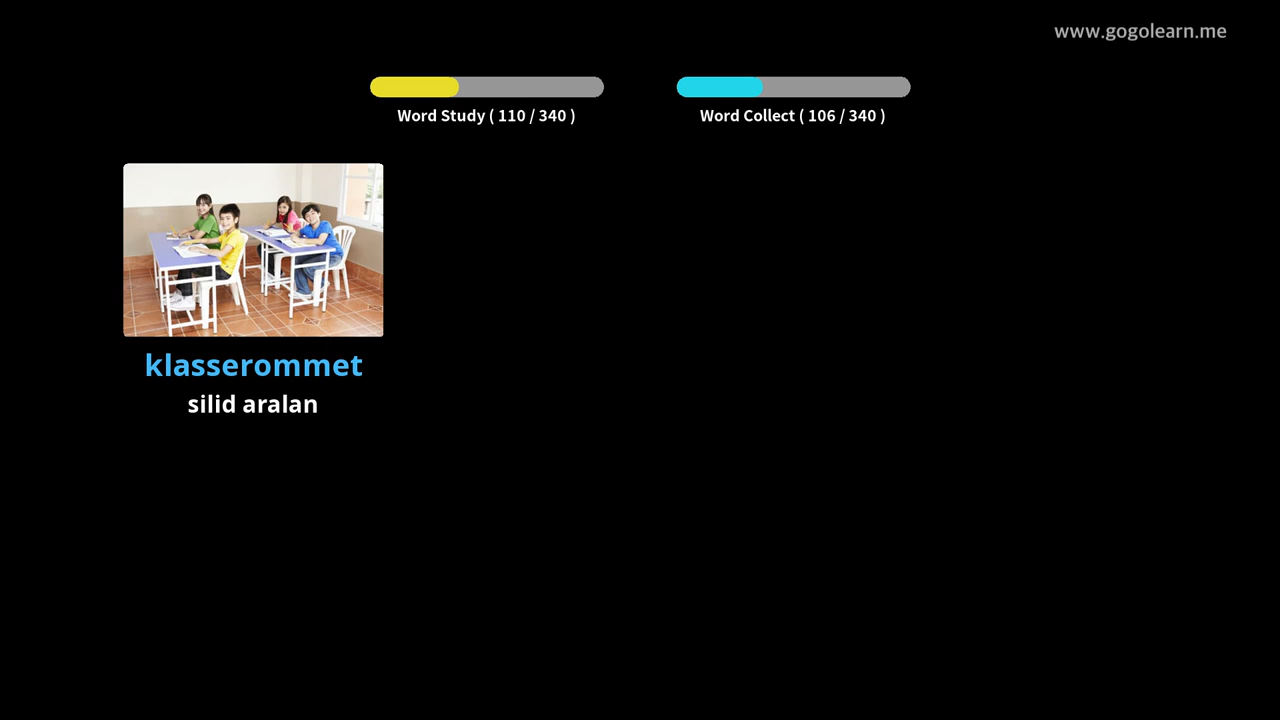 www.gogolearn.me
Word Study ( 110 / 340 )
Word Collect ( 106 / 340 )
klasserommet
silid aralan